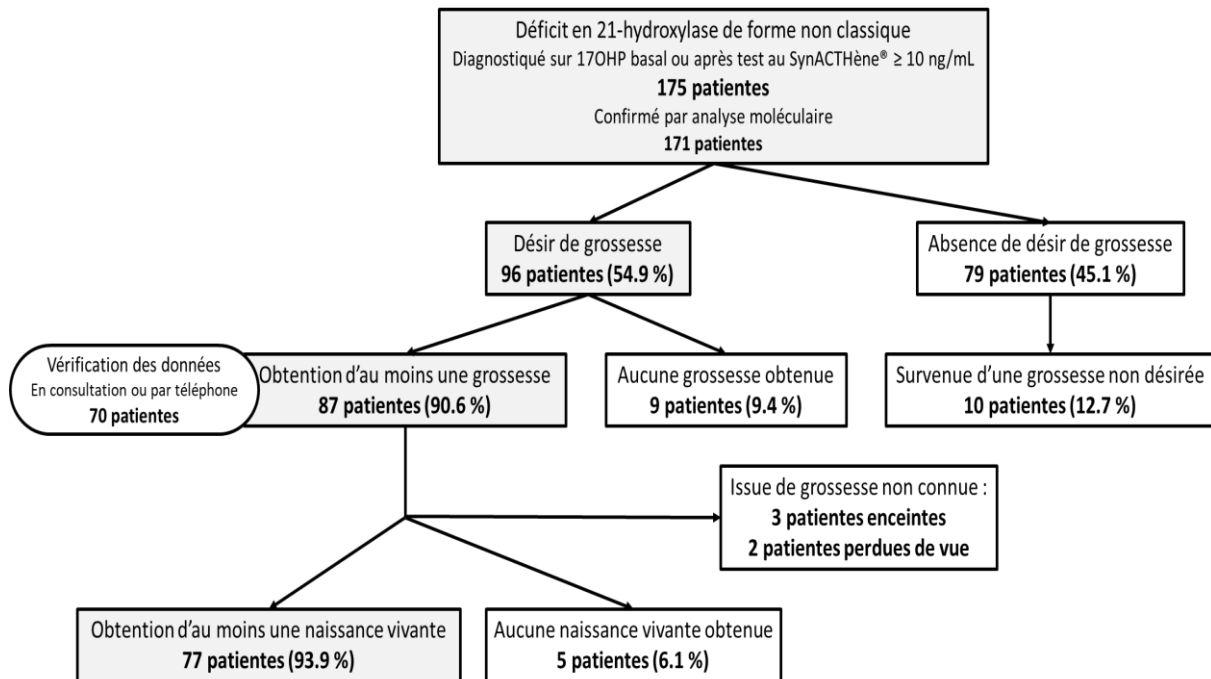 Déficit en 21-hydroxylase de forme non classique
Diagnostiqué sur 17OHP basal ou après test au SynACTHène® ≥ 10 ng/mL
175 patientes
Confirmé par analyse moléculaire
171 patientes
Désir de grossesse
96 patientes (54.9 %)
Absence de désir de grossesse
79 patientes (45.1 %)
Vérification des données
En consultation ou par téléphone
70 patientes
Obtention d'au moins une grossesse
87 patientes (90.6 %)
Aucune grossesse obtenue
9 patientes (9.4 %)
Survenue d'une grossesse non désirée
10 patientes (12.7 %)
Issue de grossesse non connue :
3 patientes enceintes
2 patientes perdues de vue
Obtention d'au moins une naissance vivante
77 patientes (93.9 %)
Aucune naissance vivante obtenue
5 patientes (6.1 %)